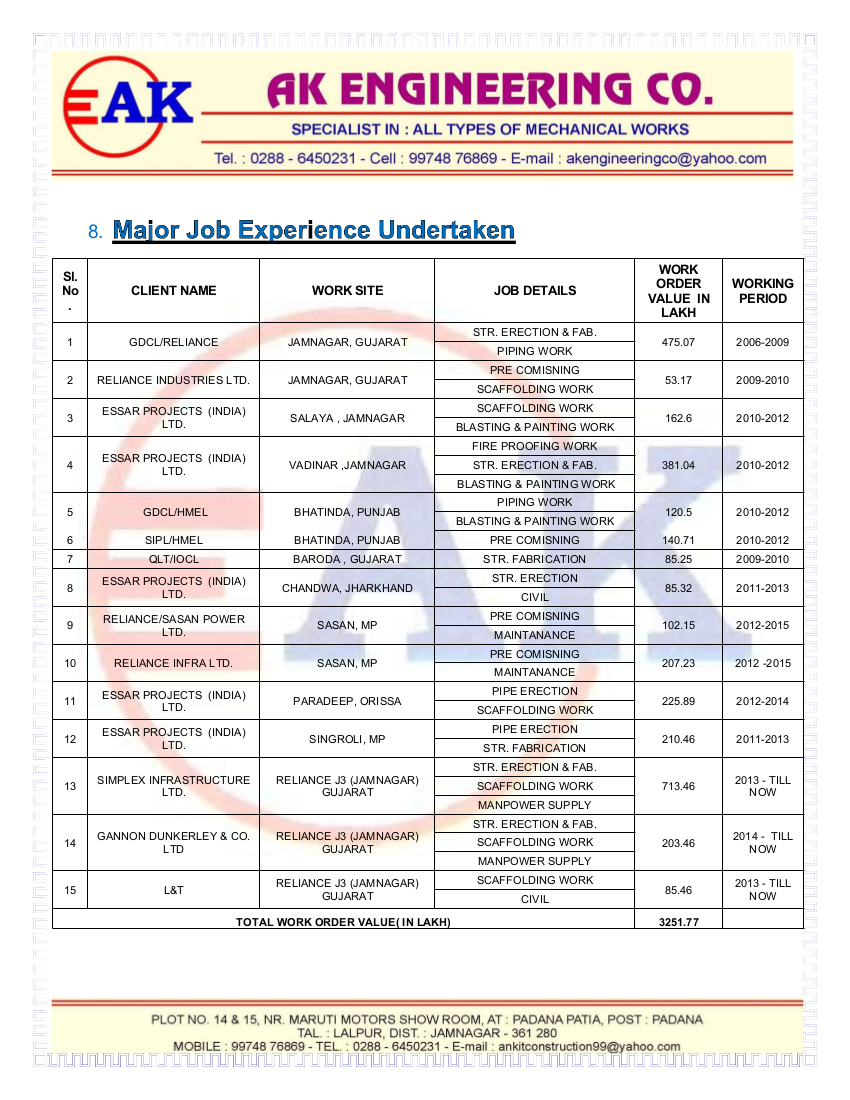 EAK
AK ENGINEERING CO.
SPECIALIST IN : ALL TYPES OF MECHANICAL WORKS
Tel. : 0288 - 6450231 - Cell : 99748 76869 - E-mail : akengineeringco@yahoo.com
8. Major Job Experience Undertaken
Sl. No . CLIENT NAME WORK SITE JOB DETAILS WORK ORDER VALUE IN LAKH WORKING PERIOD
1 GDCL/RELIANCE JAMNAGAR, GUJARAT STR. ERECTION & FAB. 475.07 2006-2009
PIPING WORK
2 RELIANCE INDUSTRIES LTD. JAMNAGAR, GUJARAT PRE COMISNING 53.17 2009-2010
SCAFFOLDING WORK
3 ESSAR PROJECTS (INDIA) LTD. SALAYA , JAMNAGAR SCAFFOLDING WORK 162.6 2010-2012
BLASTING & PAINTING WORK
4 ESSAR PROJECTS (INDIA) LTD. VADINAR ,JAMNAGAR FIRE PROOFING WORK 381.04 2010-2012
STR. ERECTION & FAB.
BLASTING & PAINTING WORK
5 GDCL/HMEL BHATINDA, PUNJAB PIPING WORK 120.5 2010-2012
BLASTING & PAINTING WORK
6 SIPL/HMEL BHATINDA, PUNJAB PRE COMISNING 140.71 2010-2012
7 QLT/IOCL BARODA , GUJARAT STR. FABRICATION 85.25 2009-2010
8 ESSAR PROJECTS (INDIA) LTD. CHANDWA, JHARKHAND STR. ERECTION 85.32 2011-2013
CIVIL
9 RELIANCE/SASAN POWER LTD. SASAN, MP PRE COMISNING 102.15 2012-2015
MAINTANANCE
10 RELIANCE INFRA LTD. SASAN, MP PRE COMISNING 207.23 2012 -2015
MAINTANANCE
11 ESSAR PROJECTS (INDIA) LTD. PARADEEP, ORISSA PIPE ERECTION 225.89 2012-2014
SCAFFOLDING WORK
12 ESSAR PROJECTS (INDIA) LTD. SINGROLI, MP PIPE ERECTION 210.46 2011-2013
STR. FABRICATION
13 SIMPLEX INFRASTRUCTURE LTD. RELIANCE J3 (JAMNAGAR) GUJARAT STR. ERECTION & FAB. 713.46 2013 - TILL NOW
SCAFFOLDING WORK
MANPOWER SUPPLY
14 GANNON DUNKERLEY & CO. LTD RELIANCE J3 (JAMNAGAR) GUJARAT STR. ERECTION & FAB. 203.46 2014 - TILL NOW
SCAFFOLDING WORK
MANPOWER SUPPLY
15 L&T RELIANCE J3 (JAMNAGAR) GUJARAT SCAFFOLDING WORK 85.46 2013 - TILL NOW
CIVIL
TOTAL WORK ORDER VALUE( IN LAKH) 3251.77
PLOT NO. 14 & 15, NR. MARUTI MOTORS SHOW ROOM, AT : PADANA PATIA, POST : PADANA
TAL. : LALPUR, DIST. : JAMNAGAR - 361 280
MOBILE : 99748 76869 - TEL. : 0288 - 6450231 - E-mail : ankitconstruction99@yahoo.com